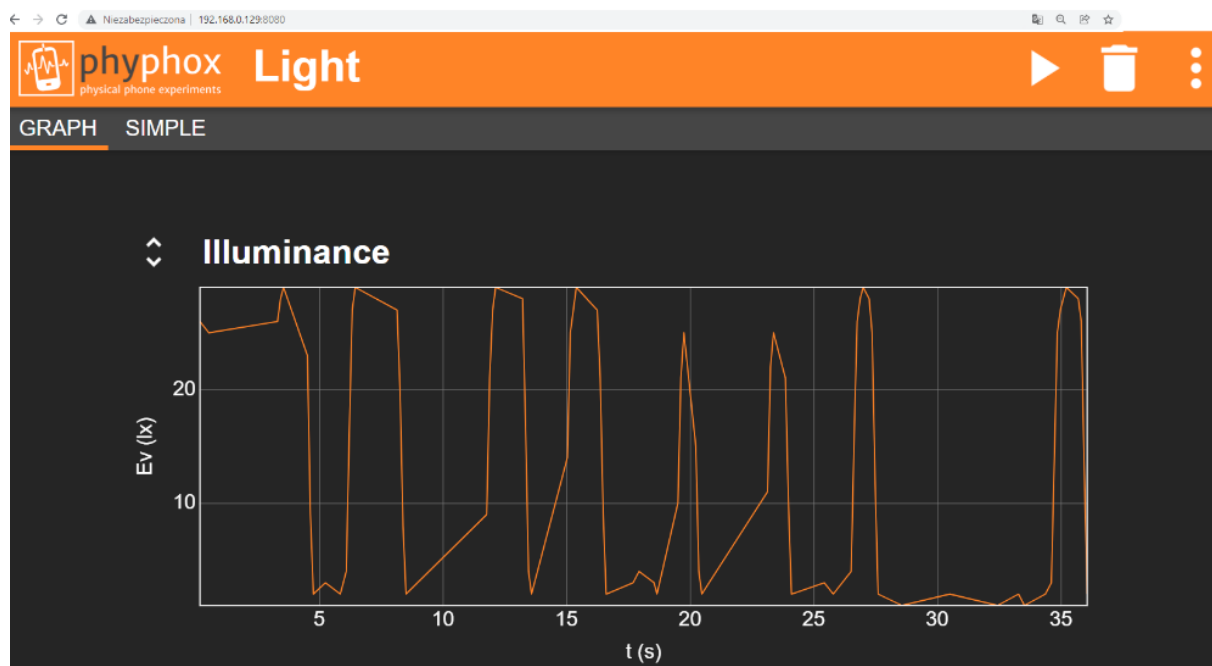 Niezabezpieczona | 192.168.0.129:8080
phyphox
physical phone experiments
Light
GRAPH SIMPLE
Illuminance
20
10
Ev (lx)
5 10 15 20 25 30 35
t (s)